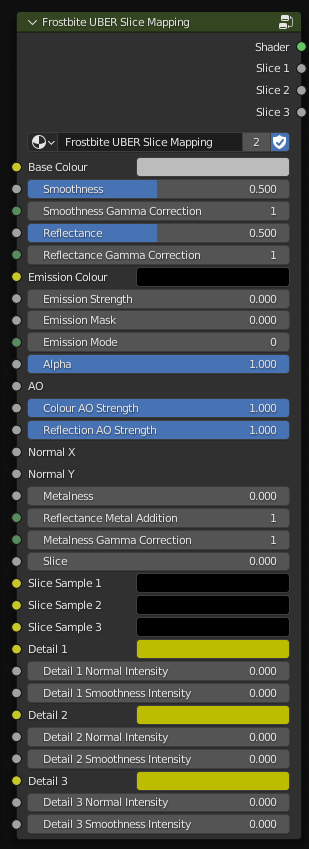 Frostbite UBER Slice Mapping
Shader
Slice 1
Slice 2
Slice 3
Frostbite UBER Slice Mapping 2
Base Colour
Smoothness 0.500
Smoothness Gamma Correction 1
Reflectance 0.500
Reflectance Gamma Correction 1
Emission Colour
Emission Strength 0.000
Emission Mask 0.000
Emission Mode 0
Alpha 1.000
AO
Colour AO Strength 1.000
Reflection AO Strength 1.000
Normal X
Normal Y
Metalness 0.000
Reflectance Metal Addition 1
Metalness Gamma Correction 1
Slice 0.000
Slice Sample 1
Slice Sample 2
Slice Sample 3
Detail 1
Detail 1 Normal Intensity 0.000
Detail 1 Smoothness Intensity 0.000
Detail 2
Detail 2 Normal Intensity 0.000
Detail 2 Smoothness Intensity 0.000
Detail 3
Detail 3 Normal Intensity 0.000
Detail 3 Smoothness Intensity 0.000